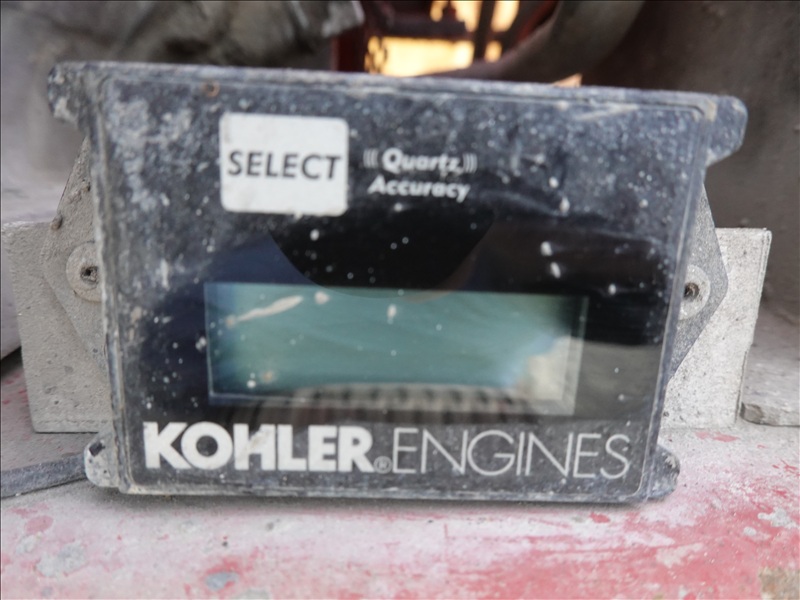 SELECT
((( Quartz )))
Accuracy
KOHLER® ENGINES